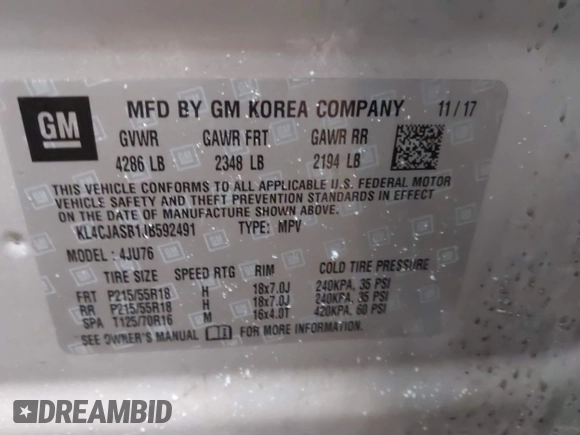 GM
MFD BY GM KOREA COMPANY 11/17
GVWR GAWR FRT GAWR RR
4286 LB 2348 LB 2194 LB
THIS VEHICLE CONFORMS TO ALL APPLICABLE U.S. FEDERAL MOTOR
VEHICLE SAFETY AND THEFT PREVENTION STANDARDS IN EFFECT
ON THE DATE OF MANUFACTURE SHOWN ABOVE.
KL4CJASB1JB592491 TYPE: MPV
MODEL: 4JU76
TIRE SIZE SPEED RTG RIM COLD TIRE PRESSURE
FRT P215/55R18 H 18x7.0J 240KPA, 35 PSI
RR P215/55R18 H 18x7.0J 240KPA, 35 PSI
SPA T125/70R16 M 16x4.0T 420KPA, 60 PSI
SEE OWNER'S MANUAL FOR MORE INFORMATION.
DREAMBID